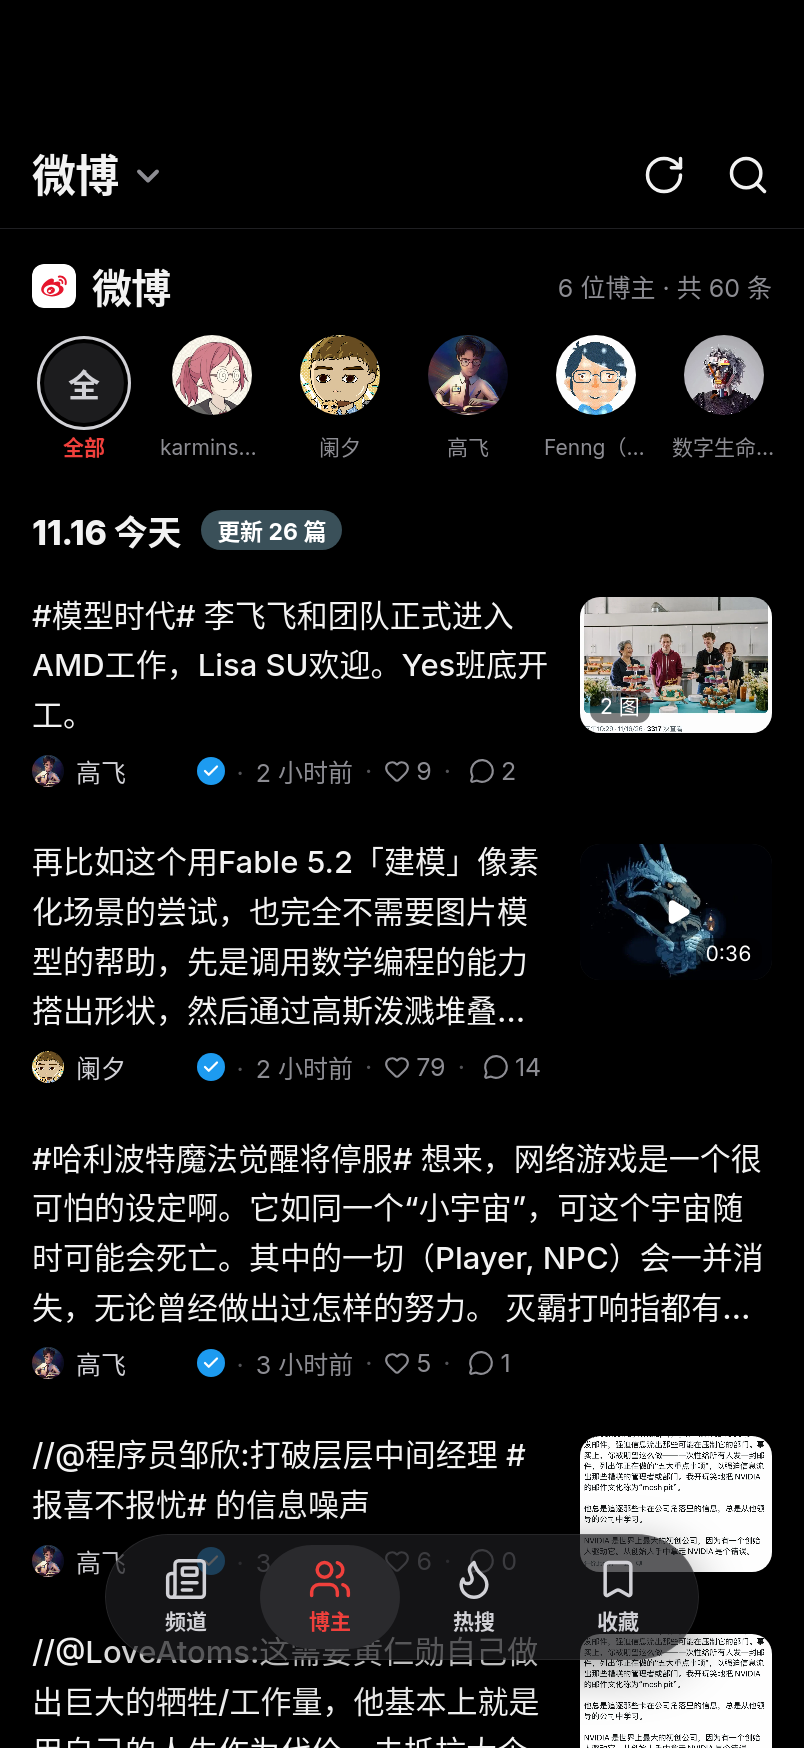 微博
微博
6 位博主 · 共 60 条
全
全部
karmins...
阑夕
高飞
Fenng（...
数字生命...
11.16 今天
更新 26 篇
#模型时代# 李飞飞和团队正式进入
AMD工作，Lisa SU欢迎。Yes班底开
工。
2 图
高飞 · 2 小时前 · 9 · 2
再比如这个用Fable 5.2「建模」像素
化场景的尝试，也完全不需要图片模
型的帮助，先是调用数学编程的能力
搭出形状，然后通过高斯泼溅堆叠...
0:36
阑夕 · 2 小时前 · 79 · 14
#哈利波特魔法觉醒将停服# 想来，网络游戏是一个很
可怕的设定啊。它如同一个“小宇宙”，可这个宇宙随
时可能会死亡。其中的一切（Player, NPC）会一并消
失，无论曾经做出过怎样的努力。 灭霸打响指都有...
高飞 · 3 小时前 · 5 · 1
//@程序员邹欣:打破层层中间经理 #
报喜不报忧# 的信息噪声
高飞 · 3 6 · 0
频道
博主
热搜
收藏
//@LoveAtoms:这需要黄仁勋自己做
出巨大的牺牲/工作量，他基本上就是